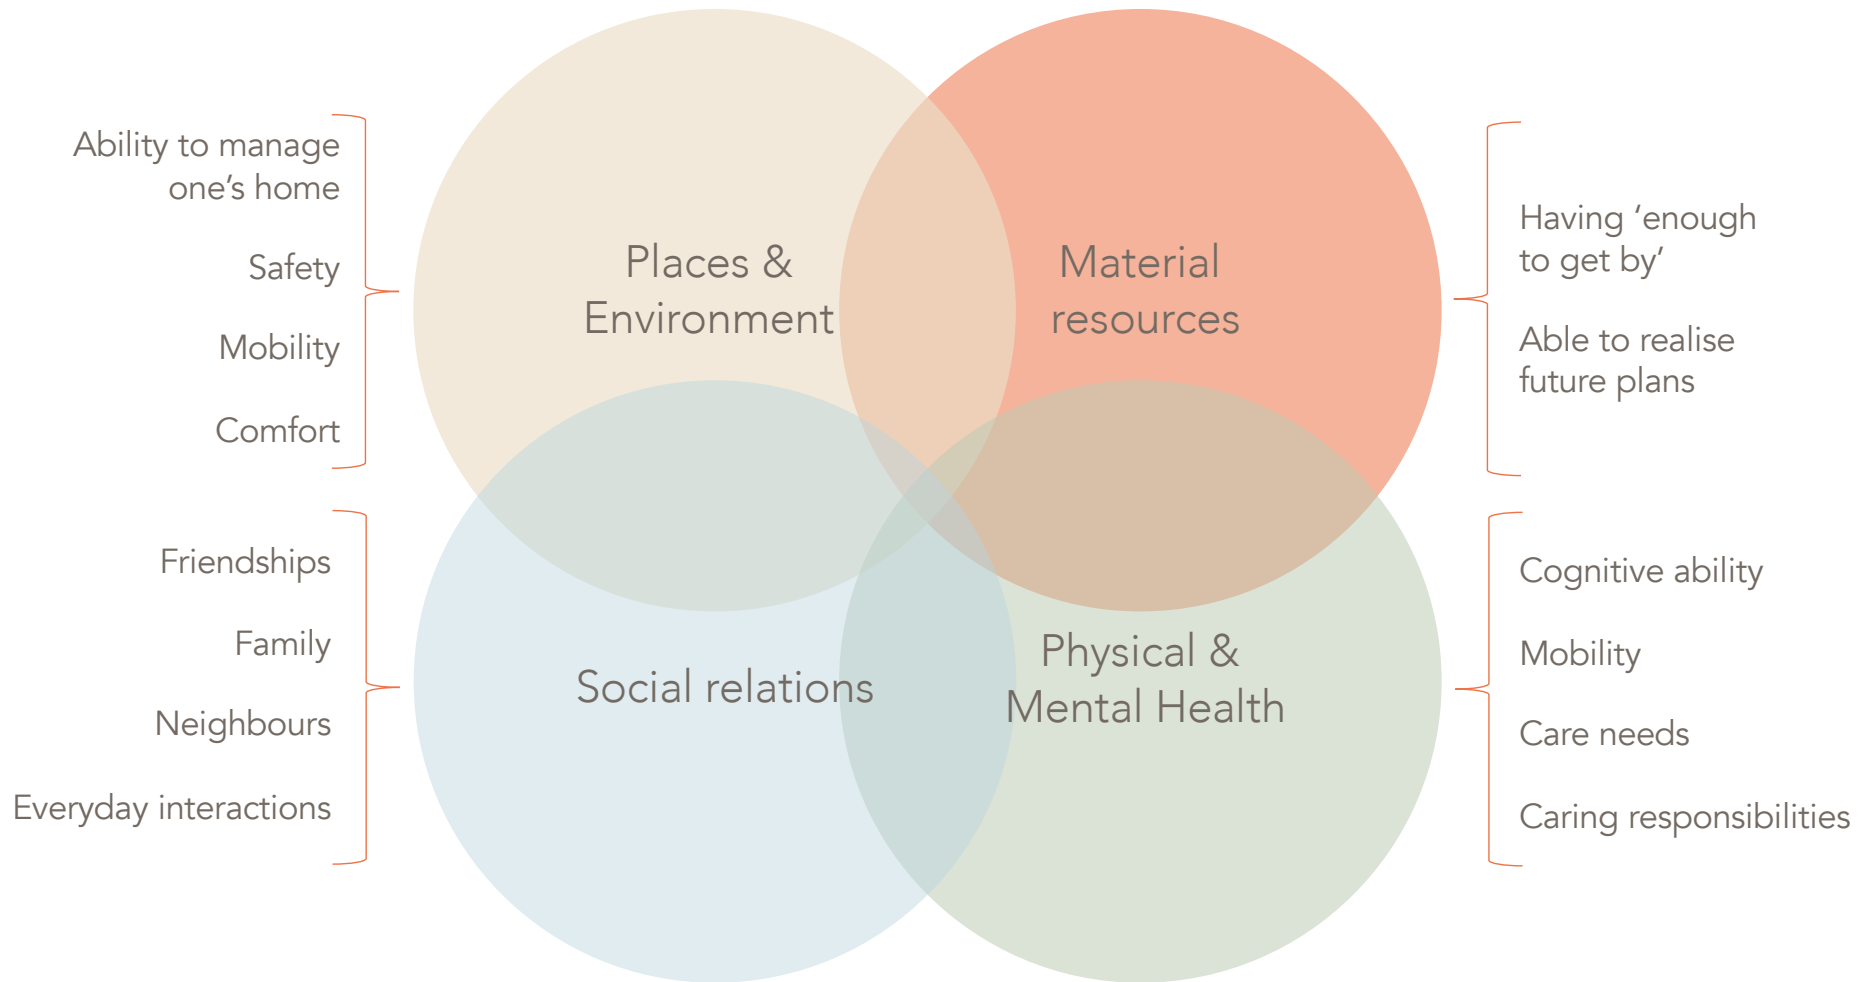 Ability to manage
one’s home
Safety
Mobility
Comfort
Places &
Environment
Material
resources
Having ‘enough
to get by’
Able to realise
future plans
Friendships
Family
Neighbours
Everyday interactions
Social relations
Physical &
Mental Health
Cognitive ability
Mobility
Care needs
Caring responsibilities